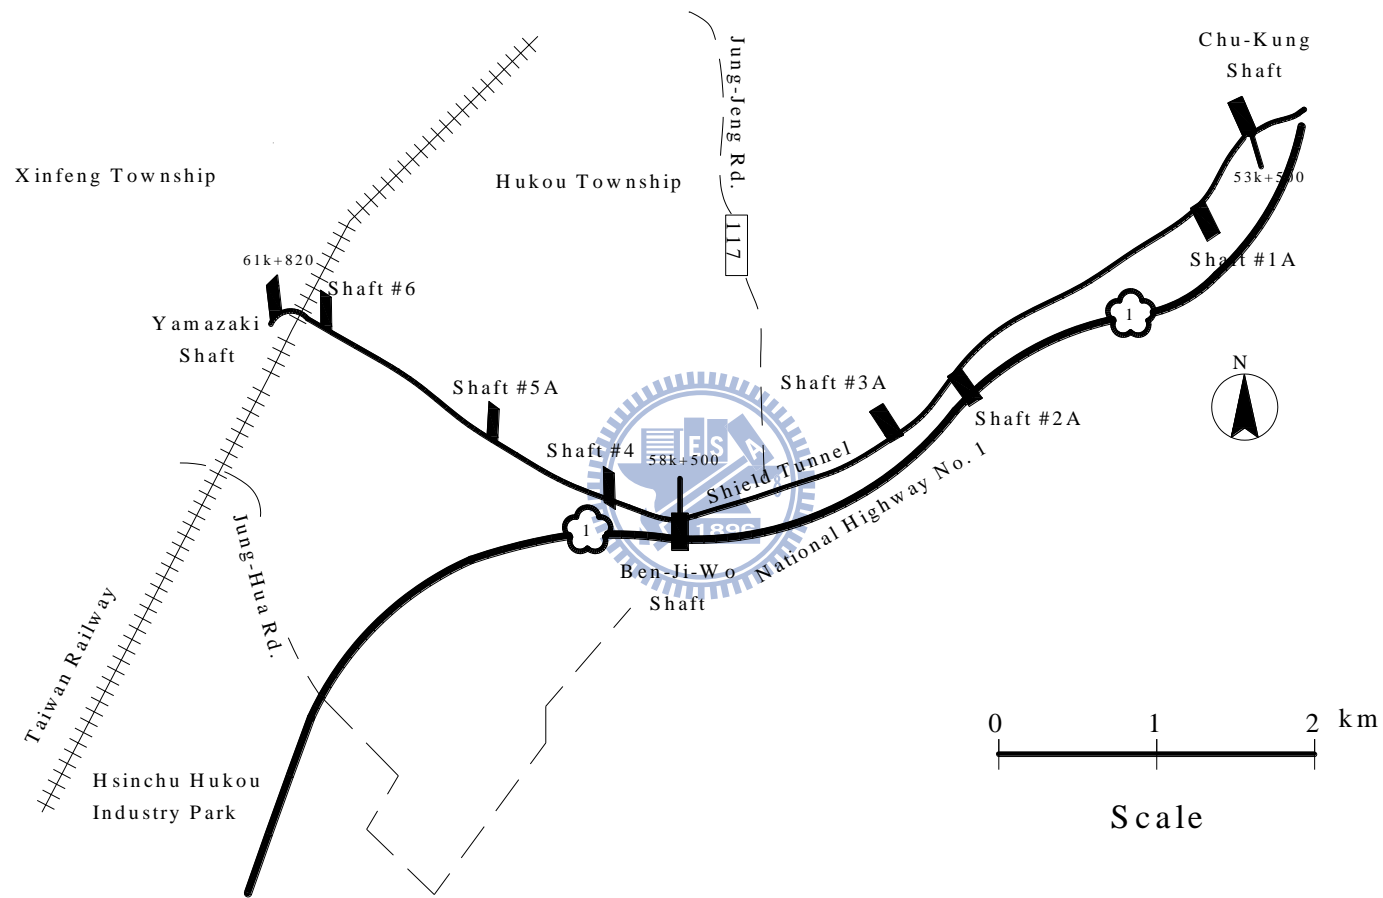 Chu-Kung
Shaft
53k+500
Shaft #1A
Jung-Jeng Rd.
117
Xinfeng Township
Hukou Township
61k+820
Shaft #6
Yamazaki
Shaft
1
N
Shaft #5A
Shaft #3A
Shaft #2A
Shaft #4
58k+500
ESA
Shield Tunnel
National Highway No. 1
1896
1
Ben-Ji-Wo
Shaft
Jung-Hua Rd.
Taiwan Railway
Hsinchu Hukou
Industry Park
0 1 2 km
Scale